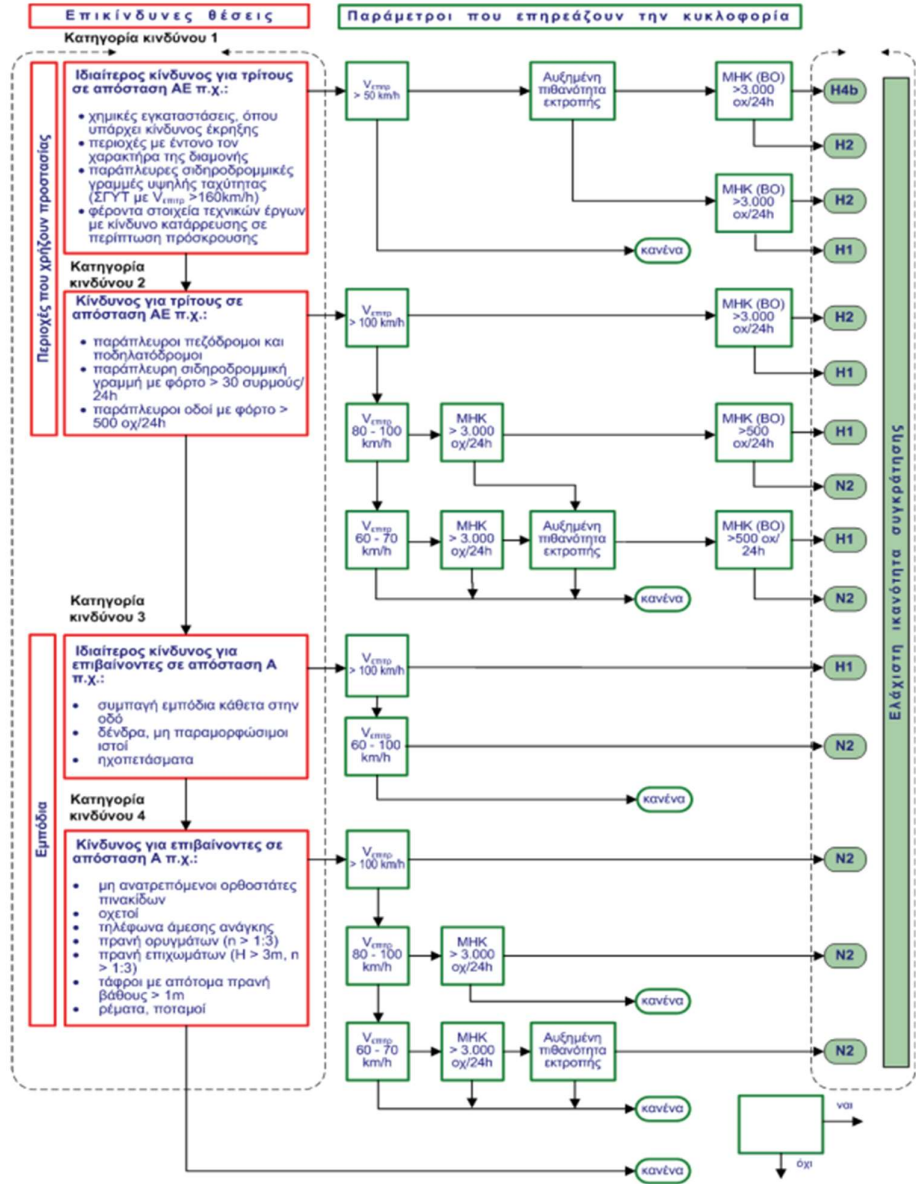 Επικίνδυνες θέσεις
Παράμετροι που επηρεάζουν την κυκλοφορία
Κατηγορία κινδύνου 1
Περιοχές που χρήζουν προστασίας
Ιδιαίτερος κίνδυνος για τρίτους
σε απόσταση ΑΕ π.χ.:
• χημικές εγκαταστάσεις, όπου
υπάρχει κίνδυνος έκρηξης
• περιοχές με έντονο τον
χαρακτήρα της διαμονής
• παράπλευρες σιδηροδρομμικές
γραμμές υψηλής ταχύτητας
(ΣΓΥΤ με Vεπιτρ >160km/h)
• φέροντα στοιχεία τεχνικών έργων
με κίνδυνο κατάρρευσης σε
περίπτωση πρόσκρουσης
Vεπιτρ
> 50 km/h
Αυξημένη
πιθανότητα
εκτροπής
ΜΗΚ (ΒΟ)
>3.000
οχ/24h
H4b
H2
ΜΗΚ (ΒΟ)
>3.000
οχ/24h
H2
H1
κανένα
Κατηγορία
κινδύνου 2
Κίνδυνος για τρίτους σε
απόσταση ΑΕ π.χ.:
• παράπλευροι πεζόδρομοι και
ποδηλατόδρομοι
• παράπλευρη σιδηροδρομμική
γραμμή με φόρτο > 30 συρμούς/
24h
• παράπλευροι οδοί με φόρτο >
500 οχ/24h
Vεπιτρ
> 100 km/h
ΜΗΚ (ΒΟ)
>3.000
οχ/24h
H2
H1
Vεπιτρ
80 - 100
km/h
ΜΗΚ
> 3.000
οχ/24h
ΜΗΚ (ΒΟ)
>500
οχ/24h
H1
N2
Vεπιτρ
60 - 70
km/h
ΜΗΚ
> 3.000
οχ/24h
Αυξημένη
πιθανότητα
εκτροπής
ΜΗΚ (ΒΟ)
>500 οχ/
24h
H1
N2
κανένα
Κατηγορία
κινδύνου 3
Εμπόδια
Ιδιαίτερος κίνδυνος για
επιβαίνοντες σε απόσταση Α
π.χ.:
• συμπαγή εμπόδια κάθετα στην
οδό
• δένδρα, μη παραμορφώσιμοι
ιστοί
• ηχοπετάσματα
Vεπιτρ
> 100 km/h
H1
Vεπιτρ
60 - 100
km/h
N2
κανένα
Κατηγορία
κινδύνου 4
Κίνδυνος για επιβαίνοντες σε
απόσταση Α π.χ.:
• μη ανατρεπόμενοι ορθοστάτες
πινακίδων
• οχετοί
• τηλέφωνα άμεσης ανάγκης
• πρανή ορυγμάτων (n > 1:3)
• πρανή επιχωμάτων (H > 3m, n
> 1:3)
• τάφροι με απότομα πρανή
βάθους > 1m
• ρέματα, ποταμοί
Vεπιτρ
> 100 km/h
N2
Vεπιτρ
80 - 100
km/h
ΜΗΚ
> 3.000
οχ/24h
N2
κανένα
Vεπιτρ
60 - 70
km/h
ΜΗΚ
> 3.000
οχ/24h
Αυξημένη
πιθανότητα
εκτροπής
N2
κανένα
κανένα
Ελάχιστη ικανότητα συγκράτησης
ναι
όχι